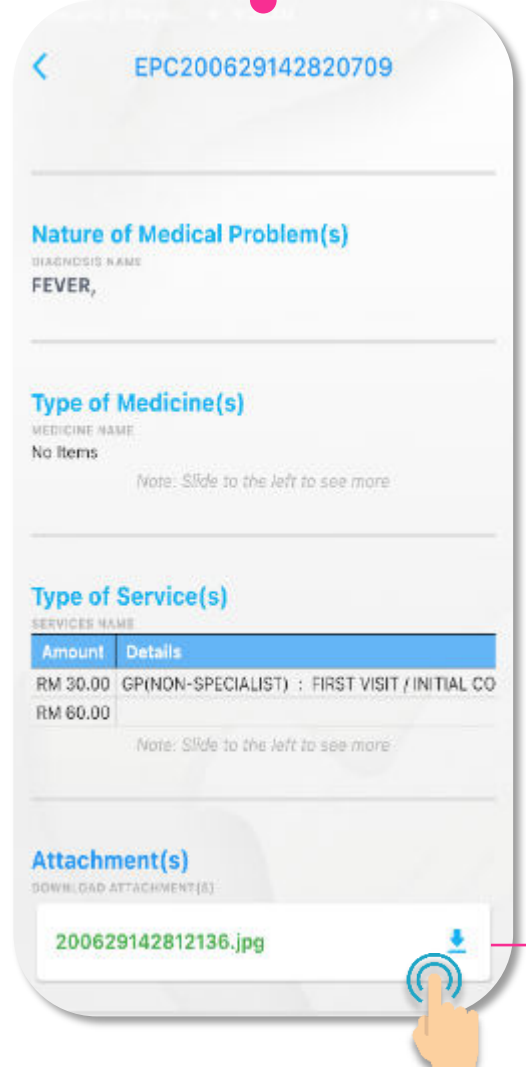 EPC200629142820709
Nature of Medical Problem(s)
DIAGNOSIS NAME
FEVER,
Type of Medicine(s)
MEDICINE NAME
No Items
Note: Slide to the left to see more
Type of Service(s)
SERVICES NAME
Amount Details
RM 30.00 GP(NON-SPECIALIST) : FIRST VISIT / INITIAL CO
RM 60.00
Note: Slide to the left to see more
Attachment(s)
DOWNLOAD ATTACHMENT(S)
200629142812136.jpg